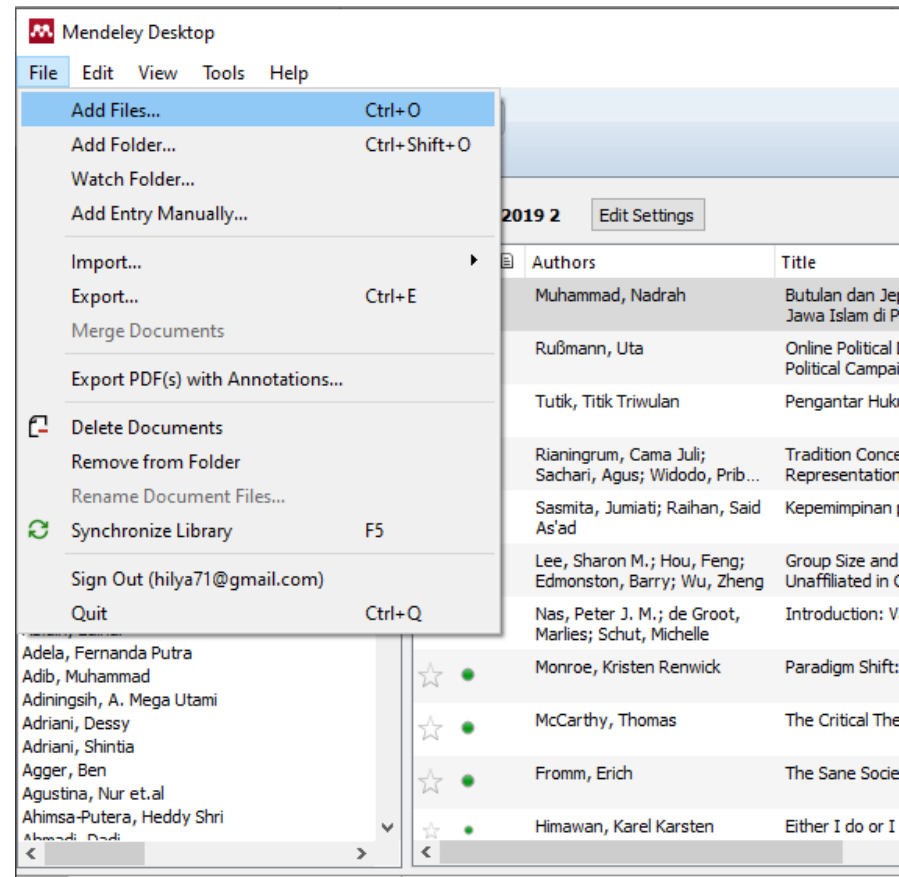 Mendeley Desktop
File Edit View Tools Help
Add Files... Ctrl+O
Add Folder... Ctrl+Shift+O
Watch Folder...
Add Entry Manually...
Import...
Export... Ctrl+E
Merge Documents
Export PDF(s) with Annotations...
Delete Documents
Remove from Folder
Rename Document Files...
Synchronize Library F5
Sign Out (hilya71@gmail.com)
Quit Ctrl+Q
Adela, Fernanda Putra
Adib, Muhammad
Adiningsih, A. Mega Utami
Adriani, Dessy
Adriani, Shintia
Agger, Ben
Agustina, Nur et.al
Ahimsa-Putera, Heddy Shri
2019 2 Edit Settings
Authors Title
Muhammad, Nadrah Butulan dan Jep
Jawa Islam di P
Rußmann, Uta Online Political
Political Campai
Tutik, Titik Triwulan Pengantar Huku
Rianingrum, Cama Juli; Tradition Conce
Sachari, Agus; Widodo, Prib... Representation
Sasmita, Jumiati; Raihan, Said Kepemimpinan
As'ad
Lee, Sharon M.; Hou, Feng; Group Size and
Edmonston, Barry; Wu, Zheng Unaffiliated in
Nas, Peter J. M.; de Groot, Introduction:
Marlies; Schut, Michelle
Monroe, Kristen Renwick Paradigm Shift:
McCarthy, Thomas The Critical The
Fromm, Erich The Sane Socie
Himawan, Karel Karsten Either I do or I